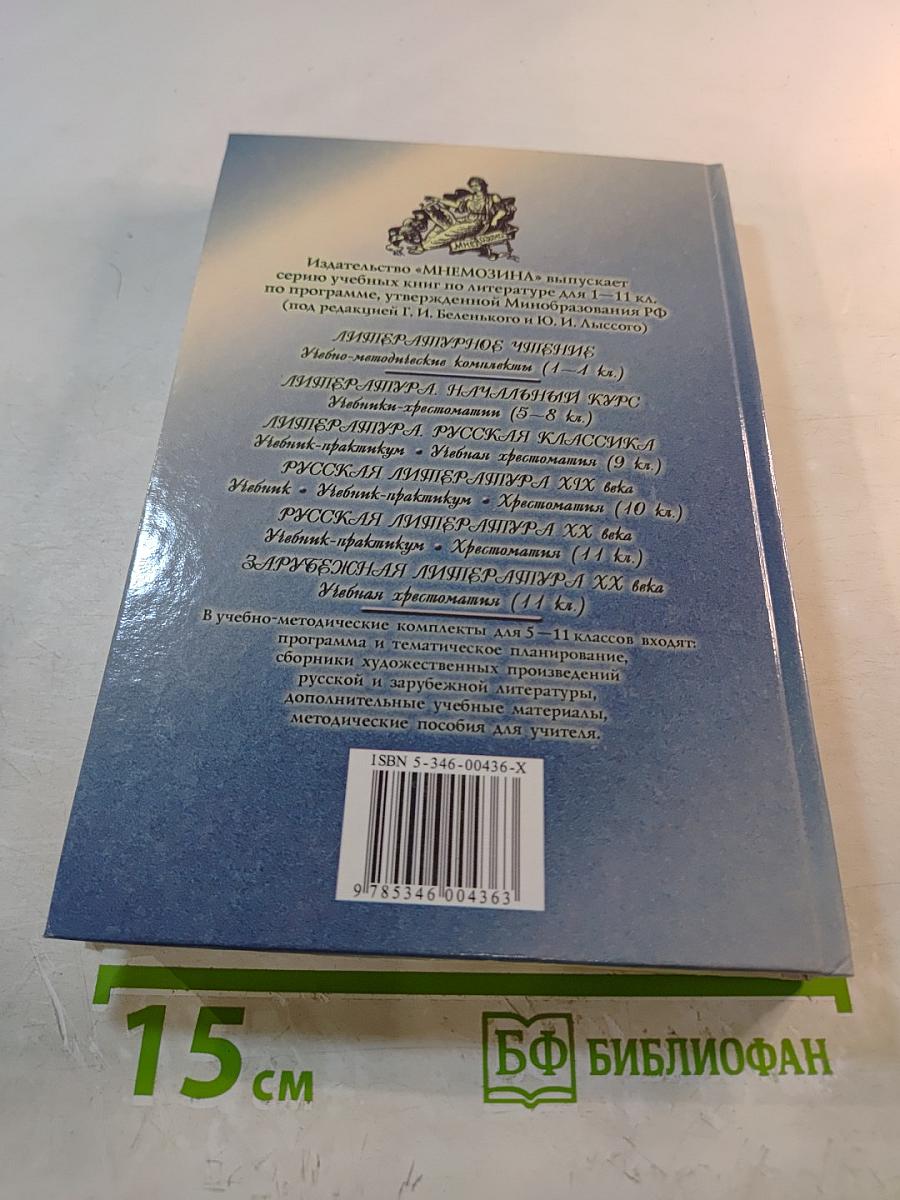 МНЕМОЗИНА
Издательство «МНЕМОЗИНА» выпускает
серию учебных книг по литературе для 1—11 кл.
по программе, утвержденной Минобразования РФ
(под редакцией Г. И. Беленького и Ю. И. Лыссого)
ЛИТЕРАТУРНОЕ ЧТЕНИЕ
Учебно-методические комплекты (1—4 кл.)
ЛИТЕРАТУРА. НАЧАЛЬНЫЙ КУРС
Учебники-хрестоматии (5—8 кл.)
ЛИТЕРАТУРА. РУССКАЯ КЛАССИКА
Учебник-практикум • Учебная хрестоматия (9 кл.)
РУССКАЯ ЛИТЕРАТУРА XIX века
Учебник • Учебник-практикум • Хрестоматия (10 кл.)
РУССКАЯ ЛИТЕРАТУРА XX века
Учебник-практикум • Хрестоматия (11 кл.)
ЗАРУБЕЖНАЯ ЛИТЕРАТУРА XX века
Учебная хрестоматия (11 кл.)
В учебно-методические комплекты для 5—11 классов входят:
программа и тематическое планирование,
сборники художественных произведений
русской и зарубежной литературы,
дополнительные учебные материалы,
методические пособия для учителя.
ISBN 5-346-00436-X
9 785346 004363
15 см
БФ БИБЛИОФАН